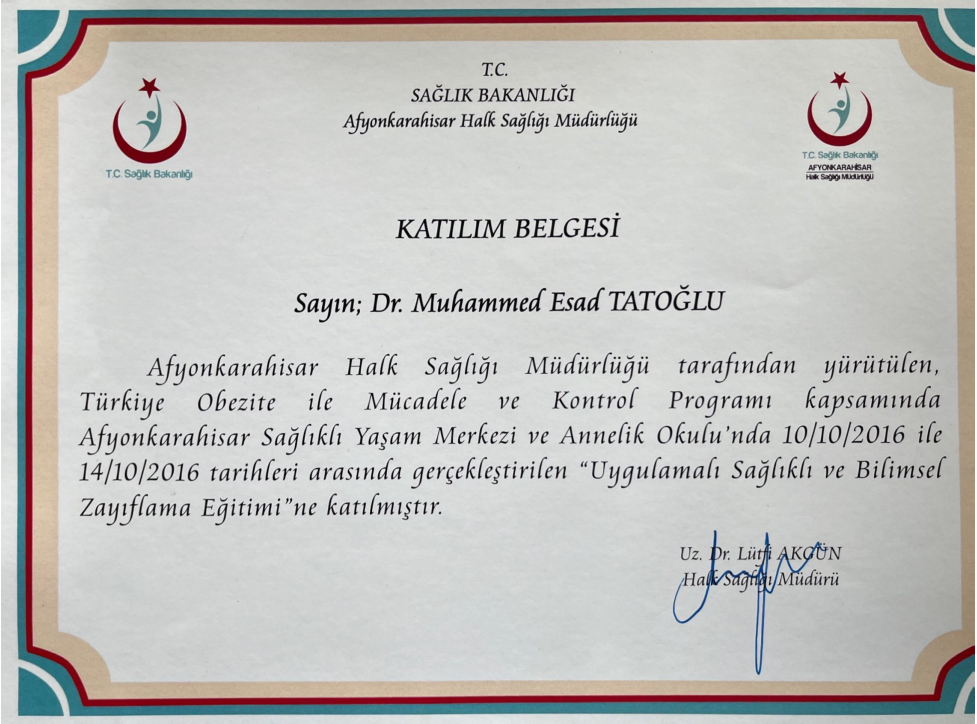 T.C.
SAĞLIK BAKANLIĞI
Afyonkarahisar Halk Sağlığı Müdürlüğü
T.C. Sağlık Bakanlığı
T.C. Sağlık Bakanlığı
AFYONKARAHİSAR
Halk Sağlığı Müdürlüğü
KATILIM BELGESİ
Sayın; Dr. Muhammed Esad TATOĞLU
Afyonkarahisar Halk Sağlığı Müdürlüğü tarafından yürütülen,
Türkiye Obezite ile Mücadele ve Kontrol Programı kapsamında
Afyonkarahisar Sağlıklı Yaşam Merkezi ve Annelik Okulu'nda 10/10/2016 ile
14/10/2016 tarihleri arasında gerçekleştirilen “Uygulamalı Sağlıklı ve Bilimsel
Zayıflama Eğitimi”ne katılmıştır.
Uz. Dr. Lütfi AKGÜN
Halk Sağlığı Müdürü